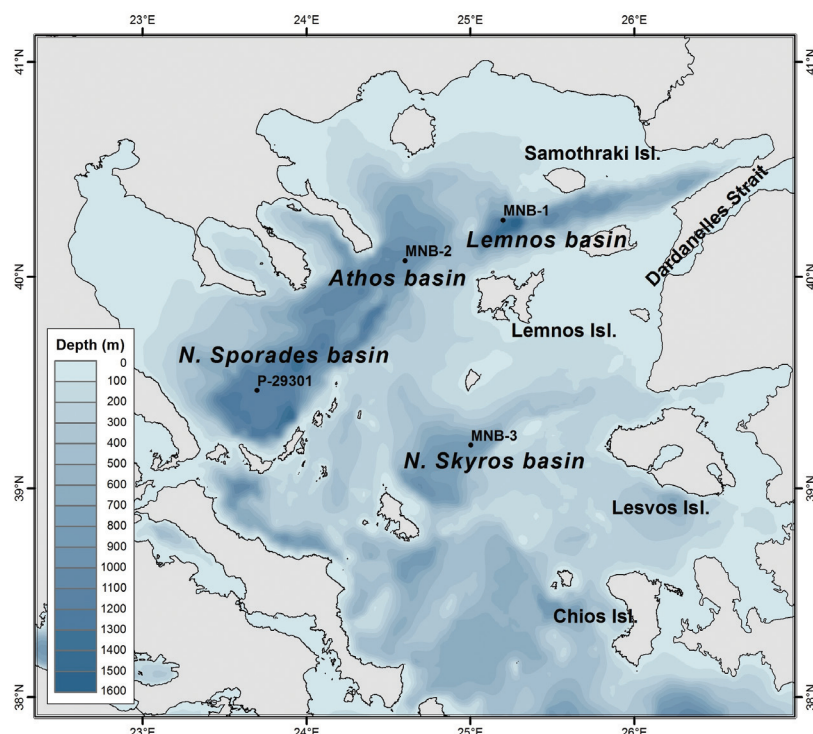 23°E 24°E 25°E 26°E
41°N 41°N
Samothraki Isl.
MNB-1
Dardanelles Strait
Lemnos basin
MNB-2
40°N 40°N
Athos basin
Lemnos Isl.
Depth (m)
N. Sporades basin
0
100
200
300
400
500
600
700
800
900
1000
1100
1200
1300
1400
1500
1600
P-29301
MNB-3
N. Skyros basin
39°N 39°N
Lesvos Isl.
Chios Isl.
38°N 38°N
23°E 24°E 25°E 26°E